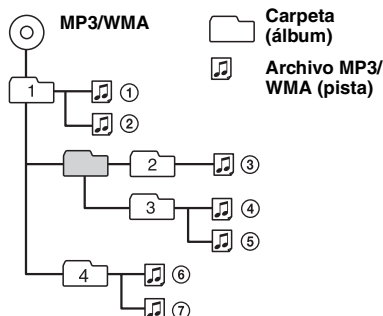 MP3/WMA
Carpeta
(álbum)
Archivo MP3/
WMA (pista)
1
①
②
2
③
3
④
⑤
4
⑥
⑦